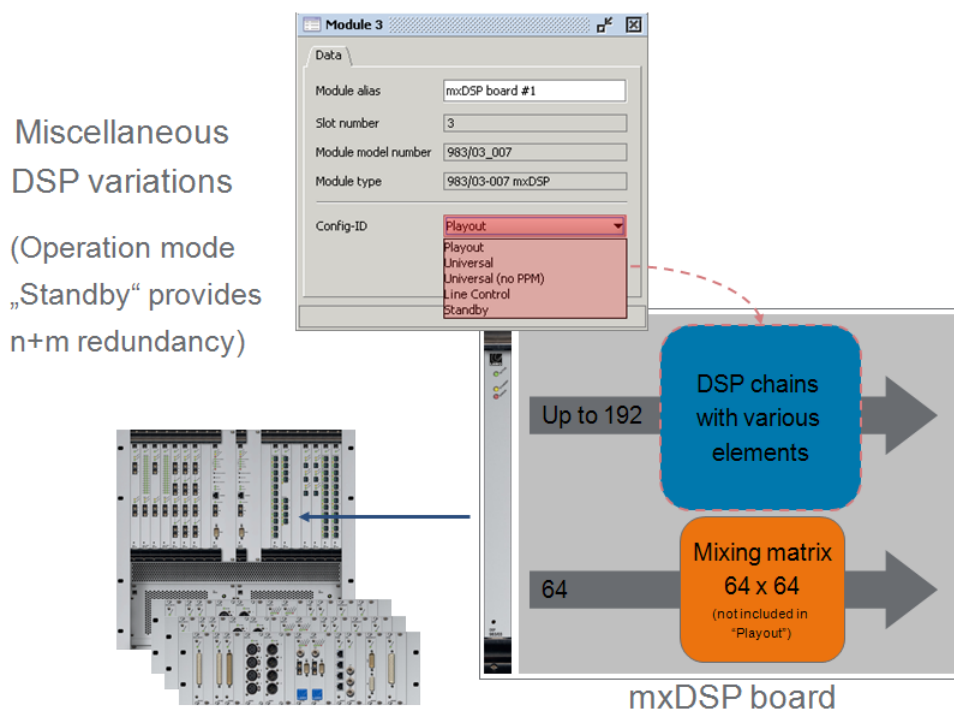 Module 3
Data
Module alias
mxDSP board #1
Slot number
3
Module model number
983/03_007
Module type
983/03-007 mxDSP
Config-ID
Playout
Playout
Universal
Universal (no PPM)
Line Control
Standby
Miscellaneous
DSP variations
(Operation mode
„Standby“ provides
n+m redundancy)
Up to 192
DSP chains
with various
elements
64
Mixing matrix
64 x 64
(not included in
“Playout”)
mxDSP board